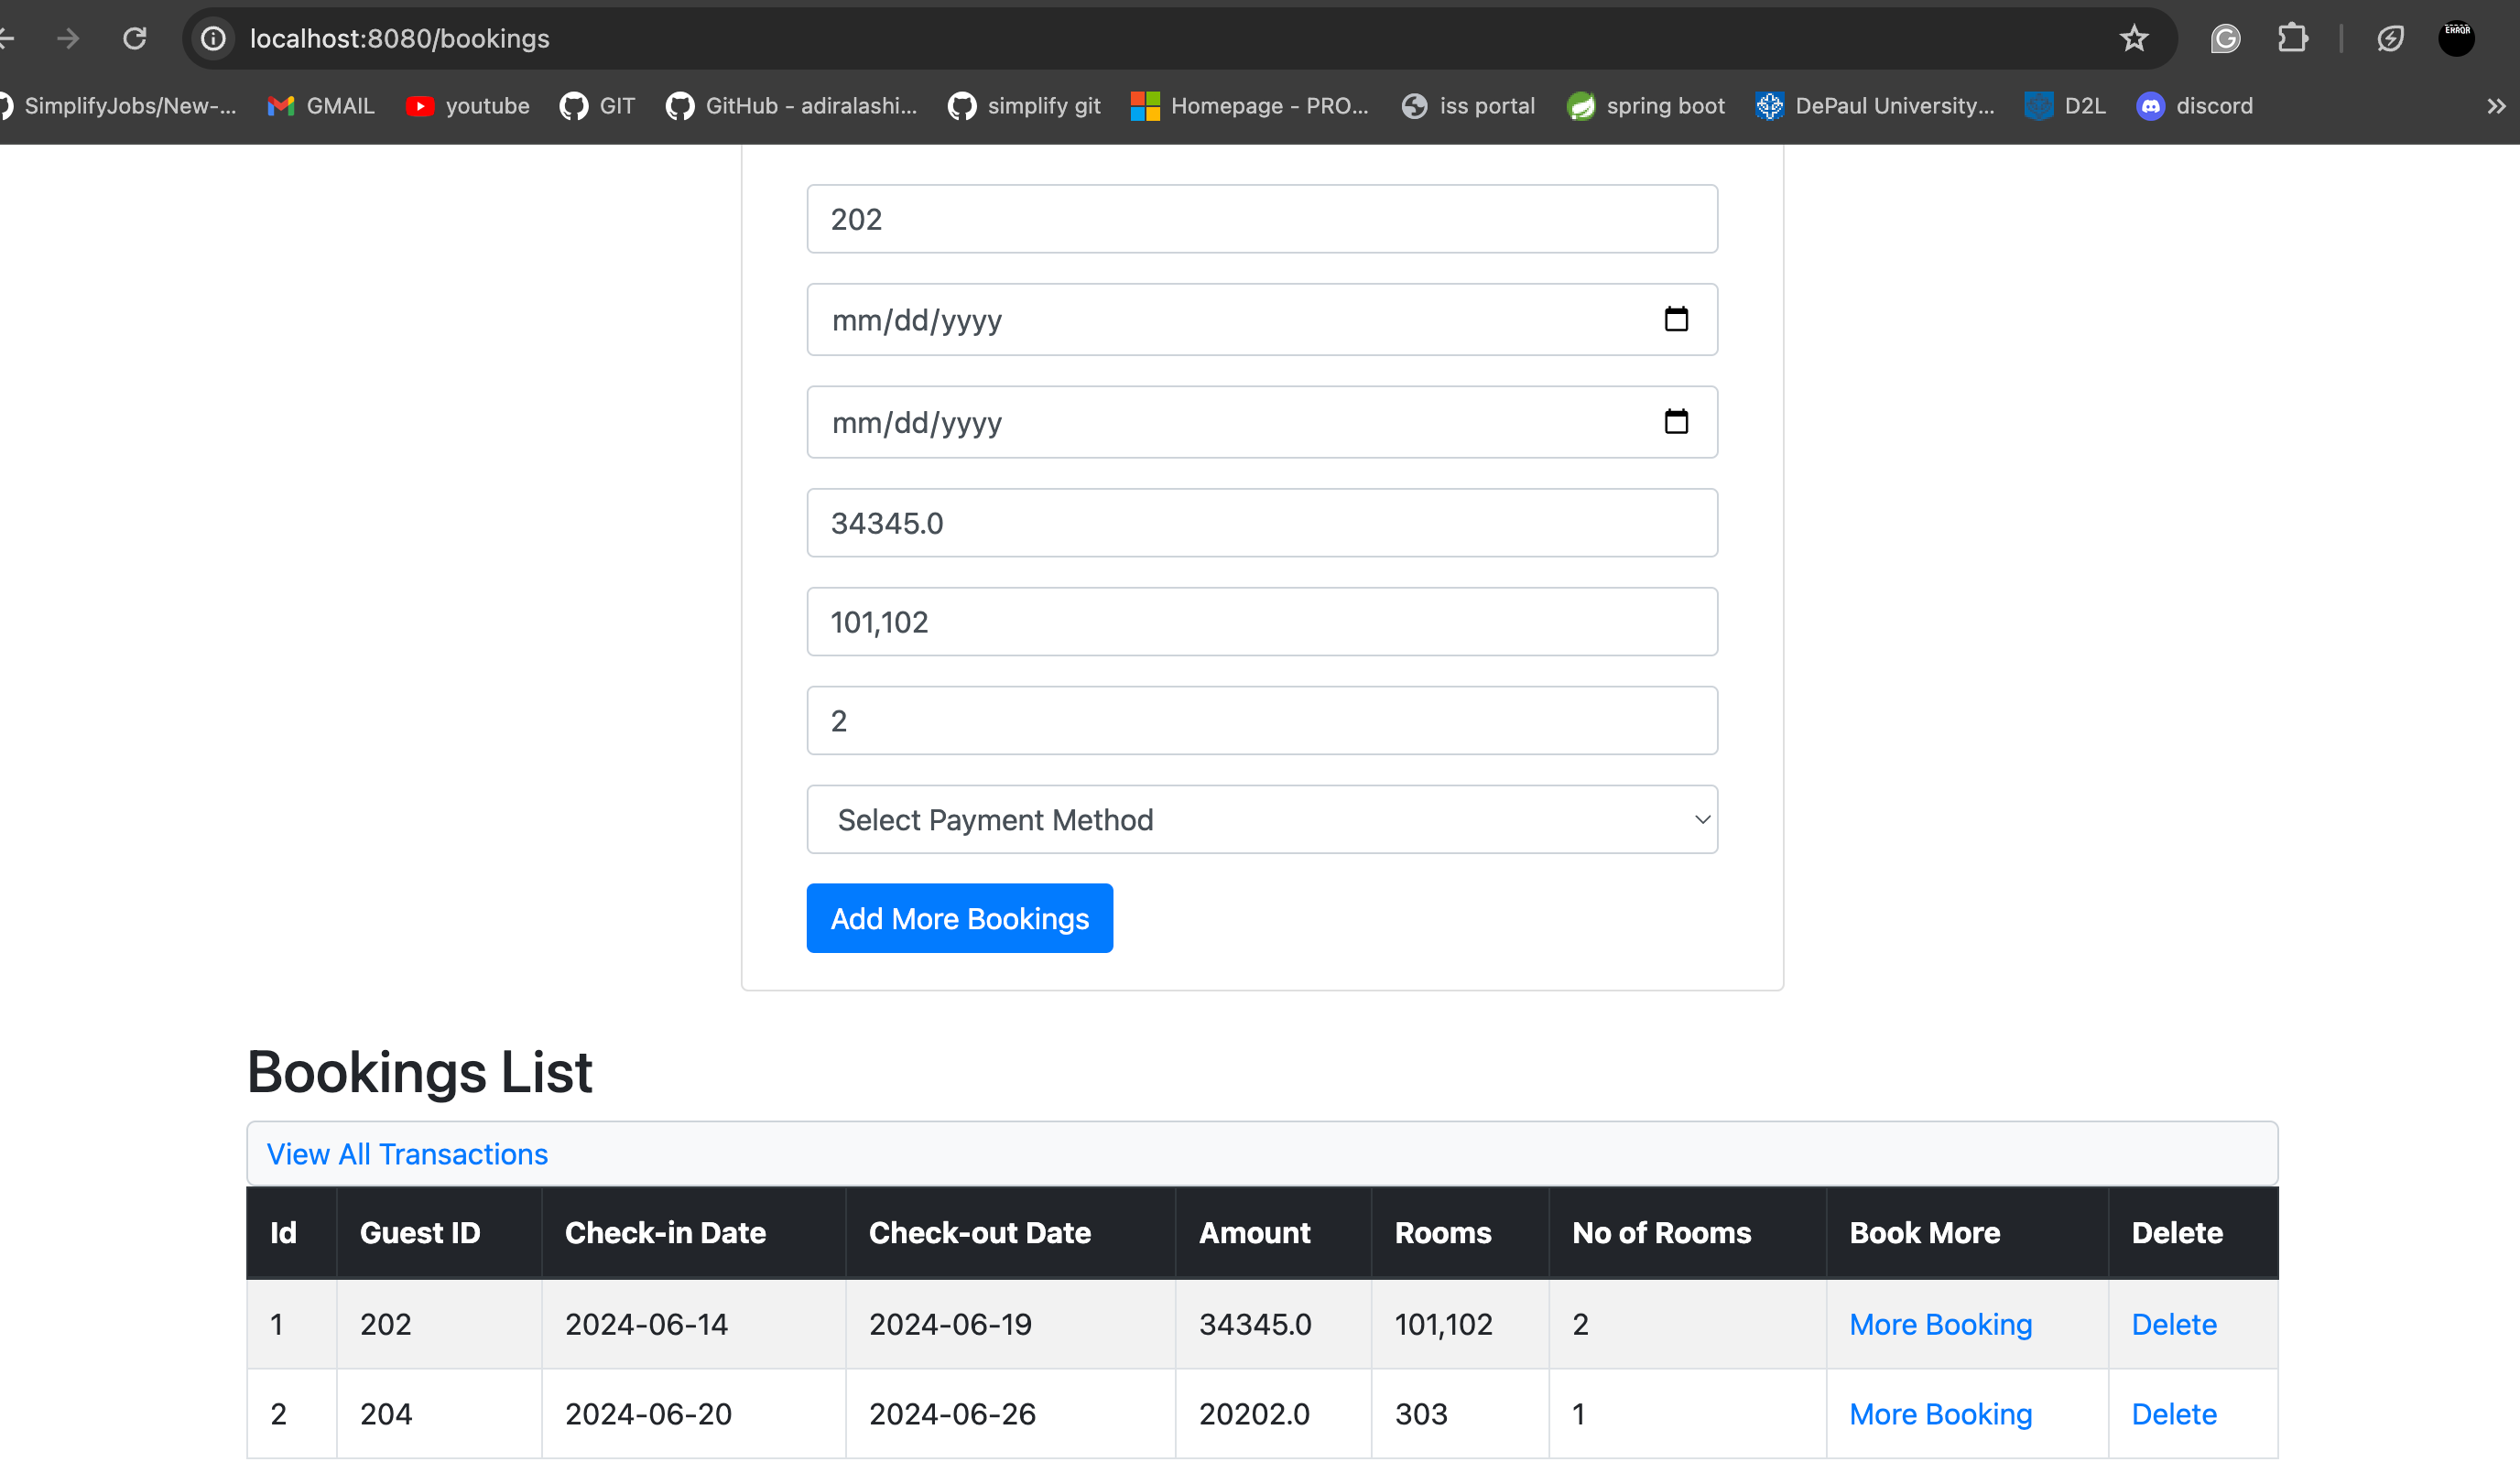 localhost:8080/bookings
ERROR
SimplifyJobs/New-... GMAIL youtube GIT GitHub - adiralashi... simplify git Homepage - PRO... iss portal spring boot DePaul University... D2L discord
202
mm/dd/yyyy
mm/dd/yyyy
34345.0
101,102
2
Select Payment Method
Add More Bookings
Bookings List
View All Transactions
Id Guest ID Check-in Date Check-out Date Amount Rooms No of Rooms Book More Delete
1 202 2024-06-14 2024-06-19 34345.0 101,102 2 More Booking Delete
2 204 2024-06-20 2024-06-26 20202.0 303 1 More Booking Delete